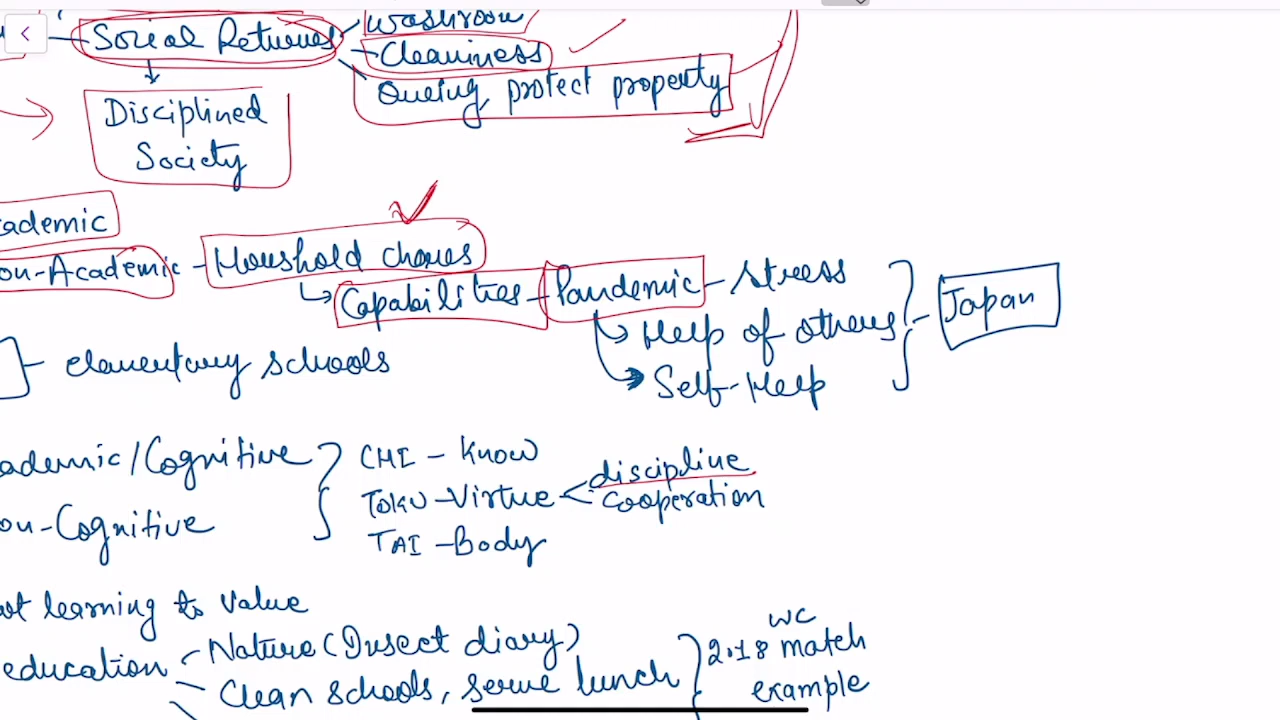 Social Returns
Washroom
Cleaniness
Queing, protect property
Disciplined
Society
ademic
on-Academic - Houshold chores
Capabilities - Pandemic - Stress
Help of others
Self-Help
Japan
elementary schools
ademic/Cognitive
on-Cognitive
CHI - Know
TOKU - Virtue
discipline
cooperation
TAI - Body
learning to value
education
Nature (Insect diary)
Clean schools, serve lunch
WC
2018 match
example